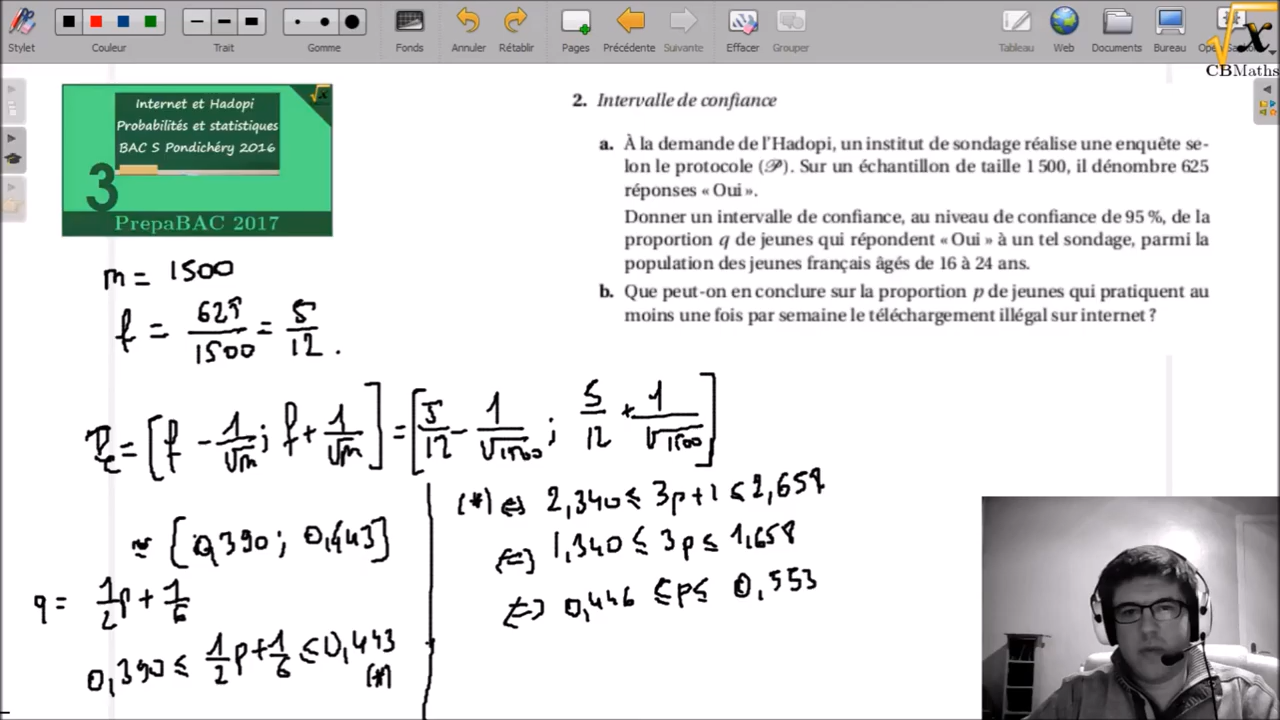 Stylet Couleur Trait Gomme Fonds Annuler Rétablir Pages Précédente Suivante Effacer Grouper Tableau Web Documents Bureau
√x
CBMaths
Internet et Hadopi
Probabilités et statistiques
BAC S Pondichéry 2016
3
PrepaBAC 2017
2. Intervalle de confiance
a. À la demande de l'Hadopi, un institut de sondage réalise une enquête se-
lon le protocole (𝒫). Sur un échantillon de taille 1 500, il dénombre 625
réponses « Oui ».
Donner un intervalle de confiance, au niveau de confiance de 95 %, de la
proportion q de jeunes qui répondent « Oui » à un tel sondage, parmi la
population des jeunes français âgés de 16 à 24 ans.
b. Que peut-on en conclure sur la proportion p de jeunes qui pratiquent au
moins une fois par semaine le téléchargement illégal sur internet ?
n = 1500
f = 625/1500 = 5/12 .
I_c = [f - 1/√n ; f + 1/√n] = [5/12 - 1/√1500 ; 5/12 + 1/√1500]
≈ [0,390 ; 0,443]
q = 1/2 p + 1/6
0,390 ≤ 1/2 p + 1/6 ≤ 0,443
(*)
(*) ⇔ 2,340 ≤ 3p + 1 ≤ 2,658
⇔ 1,340 ≤ 3p ≤ 1,658
⇔ 0,446 ≤ p ≤ 0,553